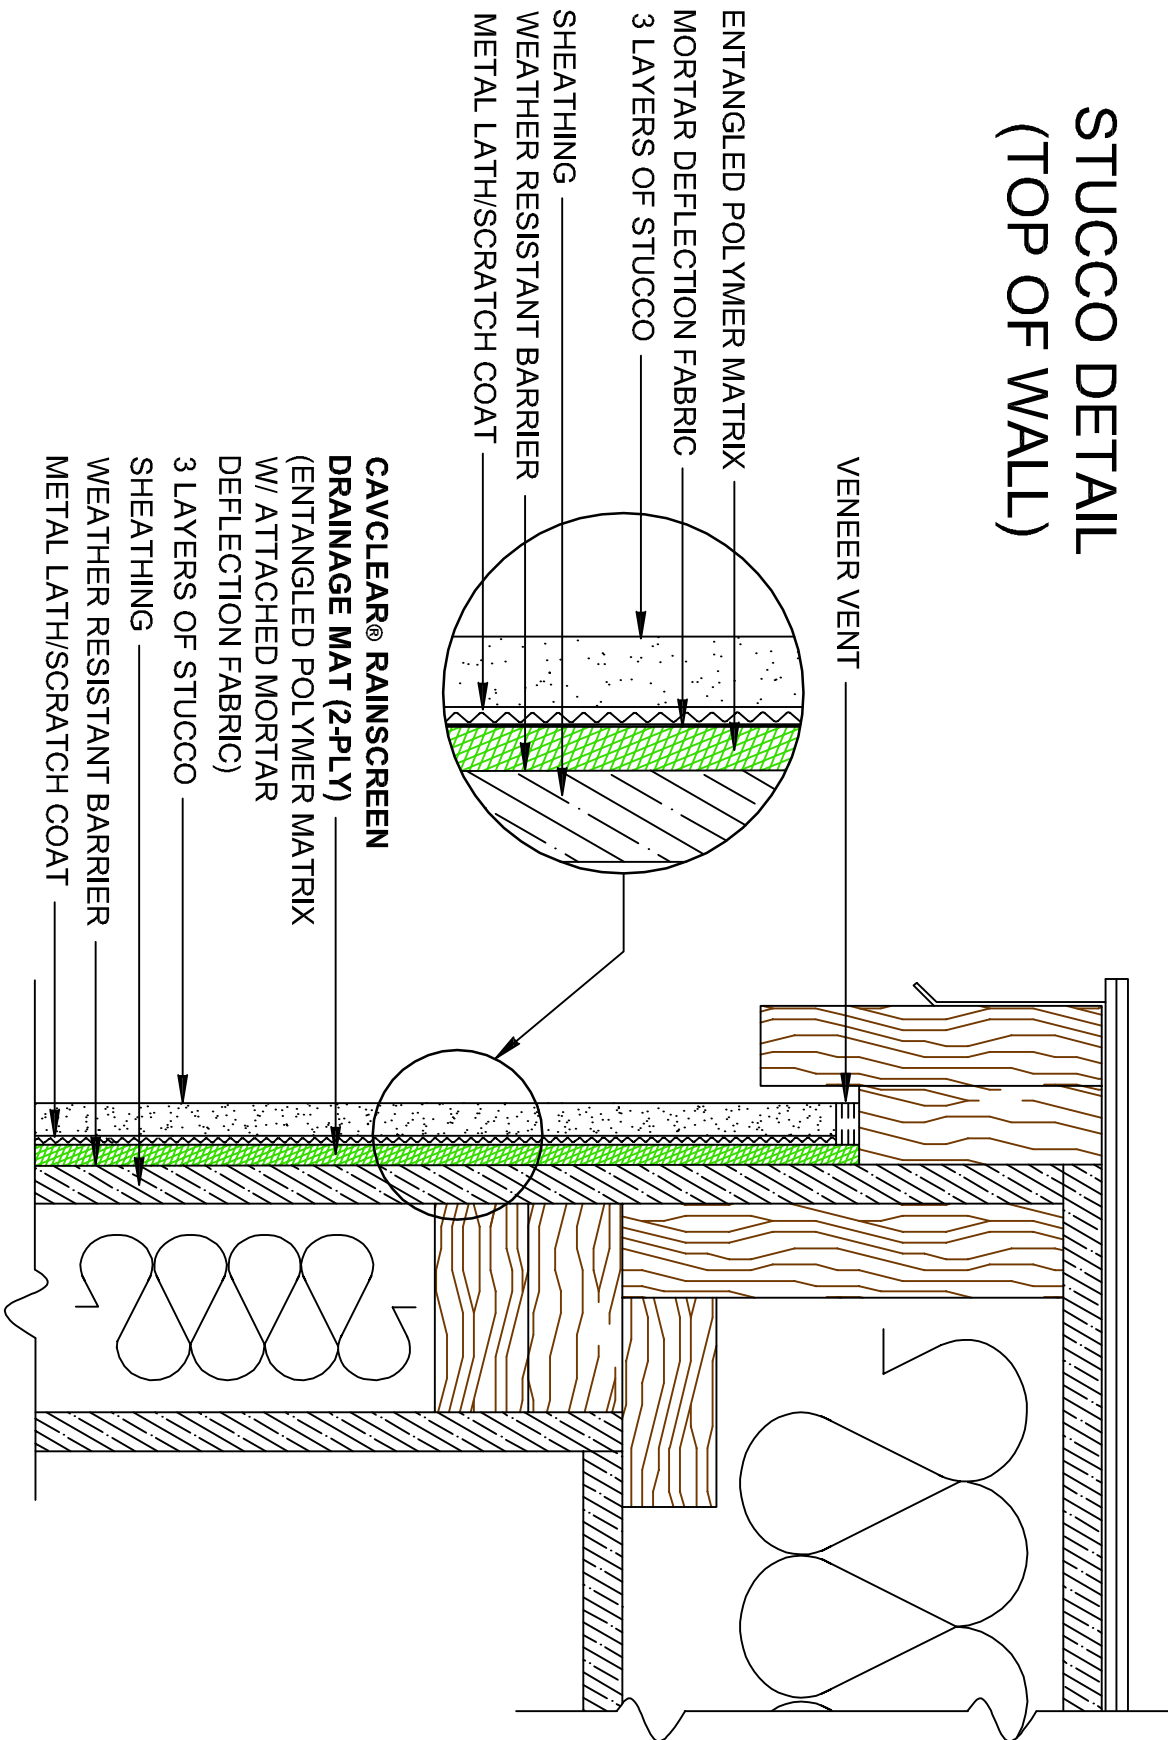 STUCCO DETAIL
(TOP OF WALL)
VENEER VENT
ENTANGLED POLYMER MATRIX
MORTAR DEFLECTION FABRIC
3 LAYERS OF STUCCO
SHEATHING
WEATHER RESISTANT BARRIER
METAL LATH/SCRATCH COAT
CAVCLEAR® RAINSCREEN
DRAINAGE MAT (2-PLY)
(ENTANGLED POLYMER MATRIX
W/ ATTACHED MORTAR
DEFLECTION FABRIC)
3 LAYERS OF STUCCO
SHEATHING
WEATHER RESISTANT BARRIER
METAL LATH/SCRATCH COAT